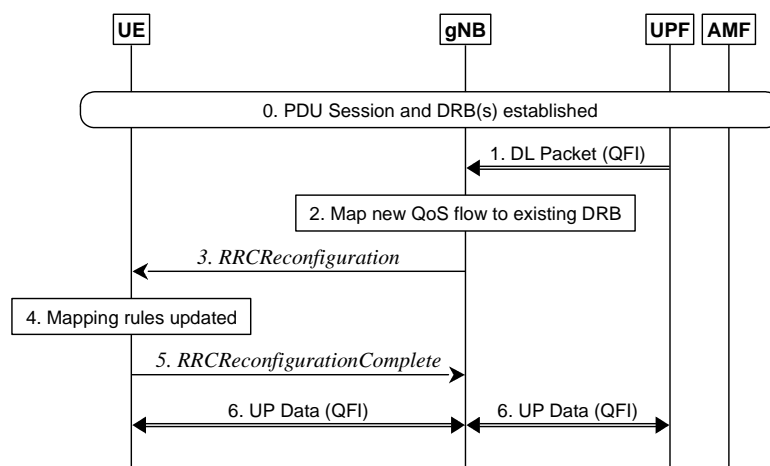 UE gNB UPF AMF
0. PDU Session and DRB(s) established
1. DL Packet (QFI)
2. Map new QoS flow to existing DRB
3. RRCReconfiguration
4. Mapping rules updated
5. RRCReconfigurationComplete
6. UP Data (QFI) 6. UP Data (QFI)